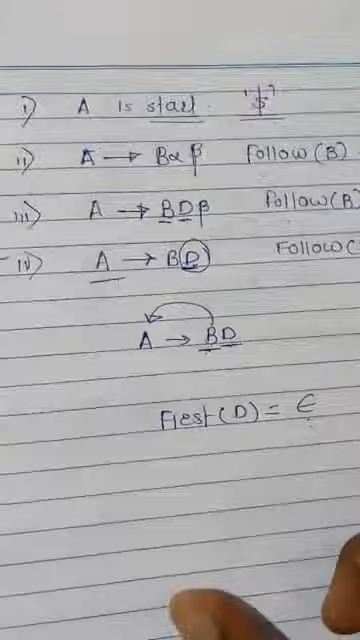 i) A is start '$'
ii) A → Bαβ Follow(B)
iii) A → BDβ Follow(B)
iv) A → BD Follow(
A → BD
First(D) = ϵ